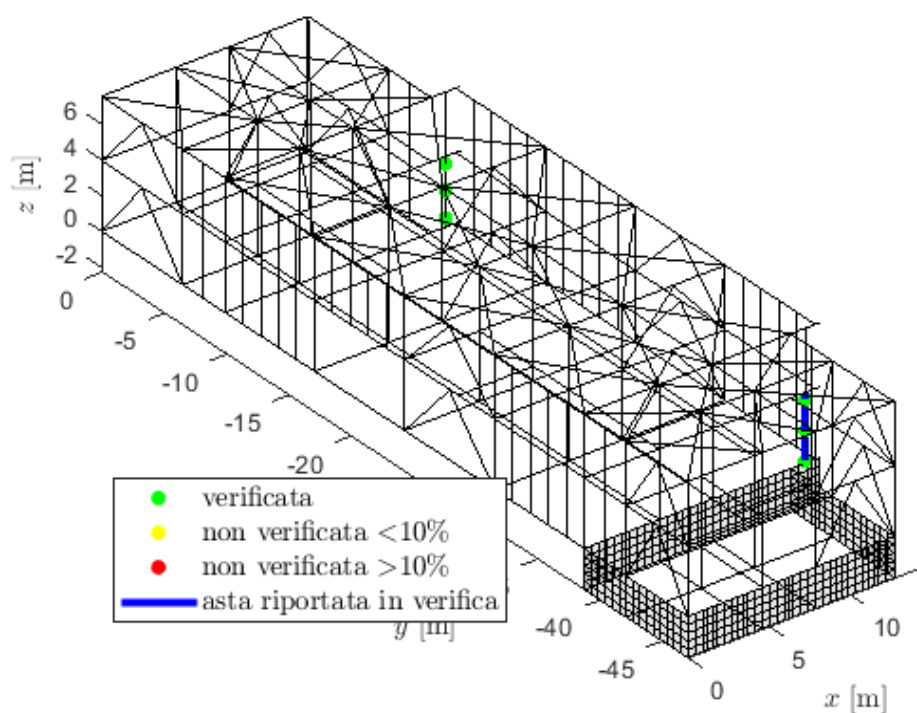 6
4
2
0
-2
z [m]
0
-5
-10
-15
-20
-40
-45
y [m]
0
5
10
x [m]
verificata
non verificata <10%
non verificata >10%
asta riportata in verifica